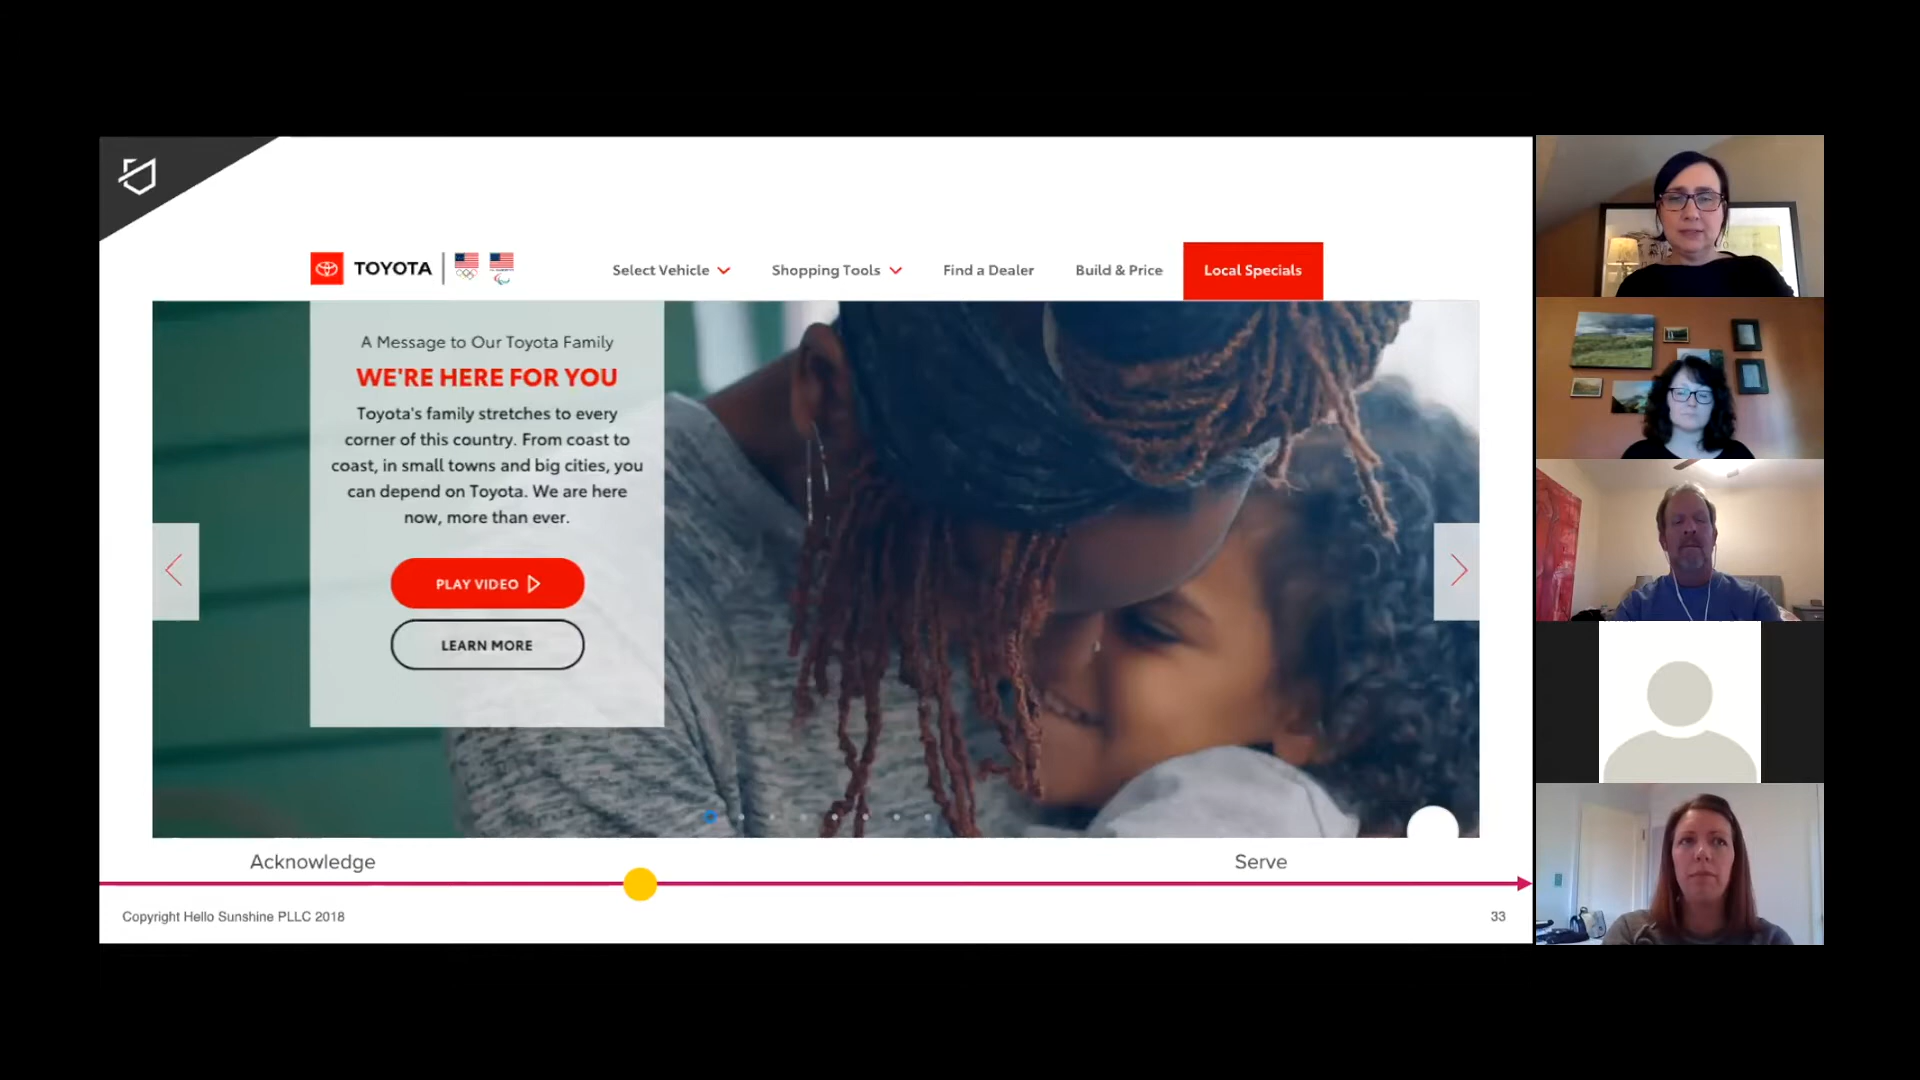 TOYOTA
Select Vehicle
Shopping Tools
Find a Dealer
Build & Price
Local Specials
A Message to Our Toyota Family
WE'RE HERE FOR YOU
Toyota's family stretches to every
corner of this country. From coast to
coast, in small towns and big cities, you
can depend on Toyota. We are here
now, more than ever.
PLAY VIDEO
LEARN MORE
Acknowledge
Serve
Copyright Hello Sunshine PLLC 2018
33